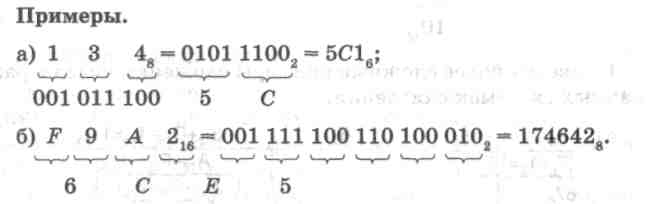 Примеры.
а) 1 3 4₈ = 0101 1100₂ = 5C1₆;
001 011 100 5 C
б) F 9 A 2₁₆ = 001 111 100 110 100 010₂ = 174642₈.
6 C E 5